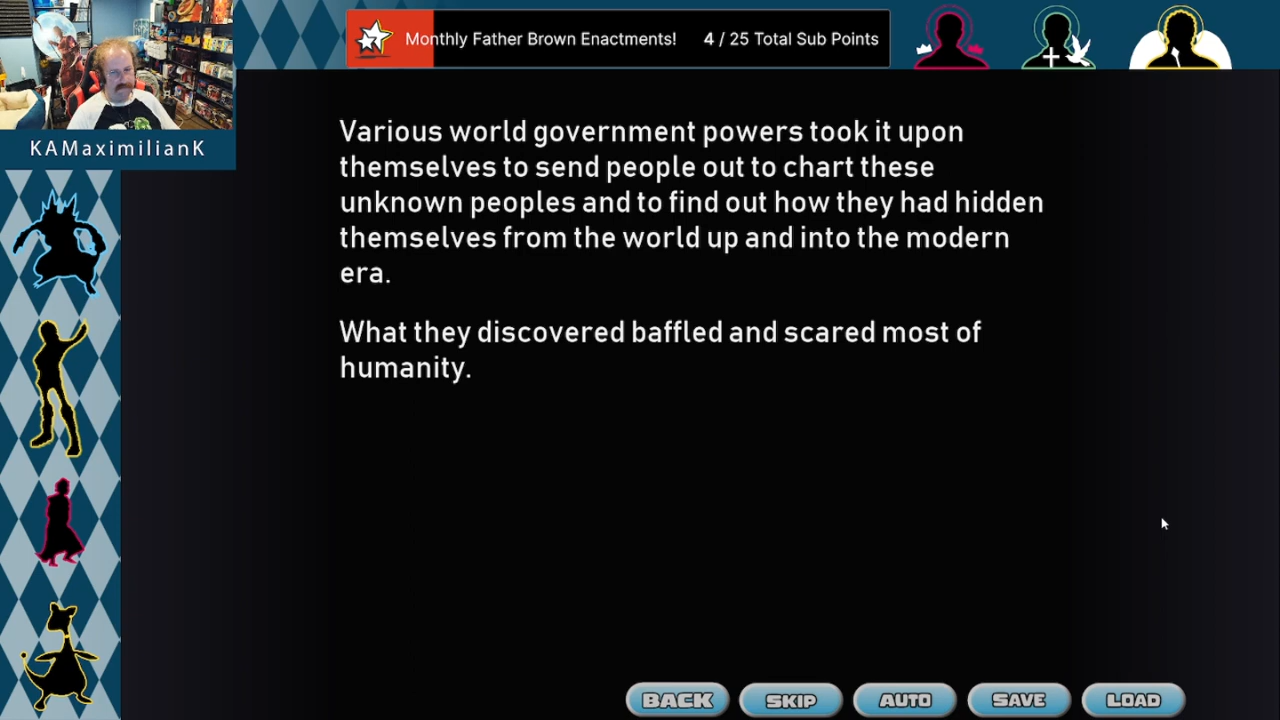 Monthly Father Brown Enactments! 4 / 25 Total Sub Points
KAMaximilianK
Various world government powers took it upon
themselves to send people out to chart these
unknown peoples and to find out how they had hidden
themselves from the world up and into the modern
era.
What they discovered baffled and scared most of
humanity.
BACK SKIP AUTO SAVE LOAD